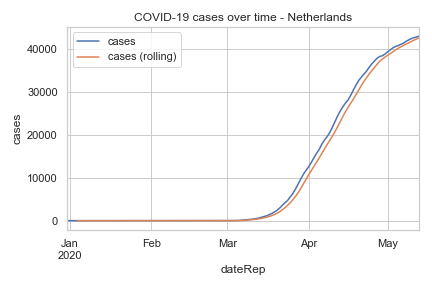 COVID-19 cases over time - Netherlands
cases
cases (rolling)
40000
30000
20000
10000
0
cases
Jan
2020
Feb
Mar
Apr
May
dateRep